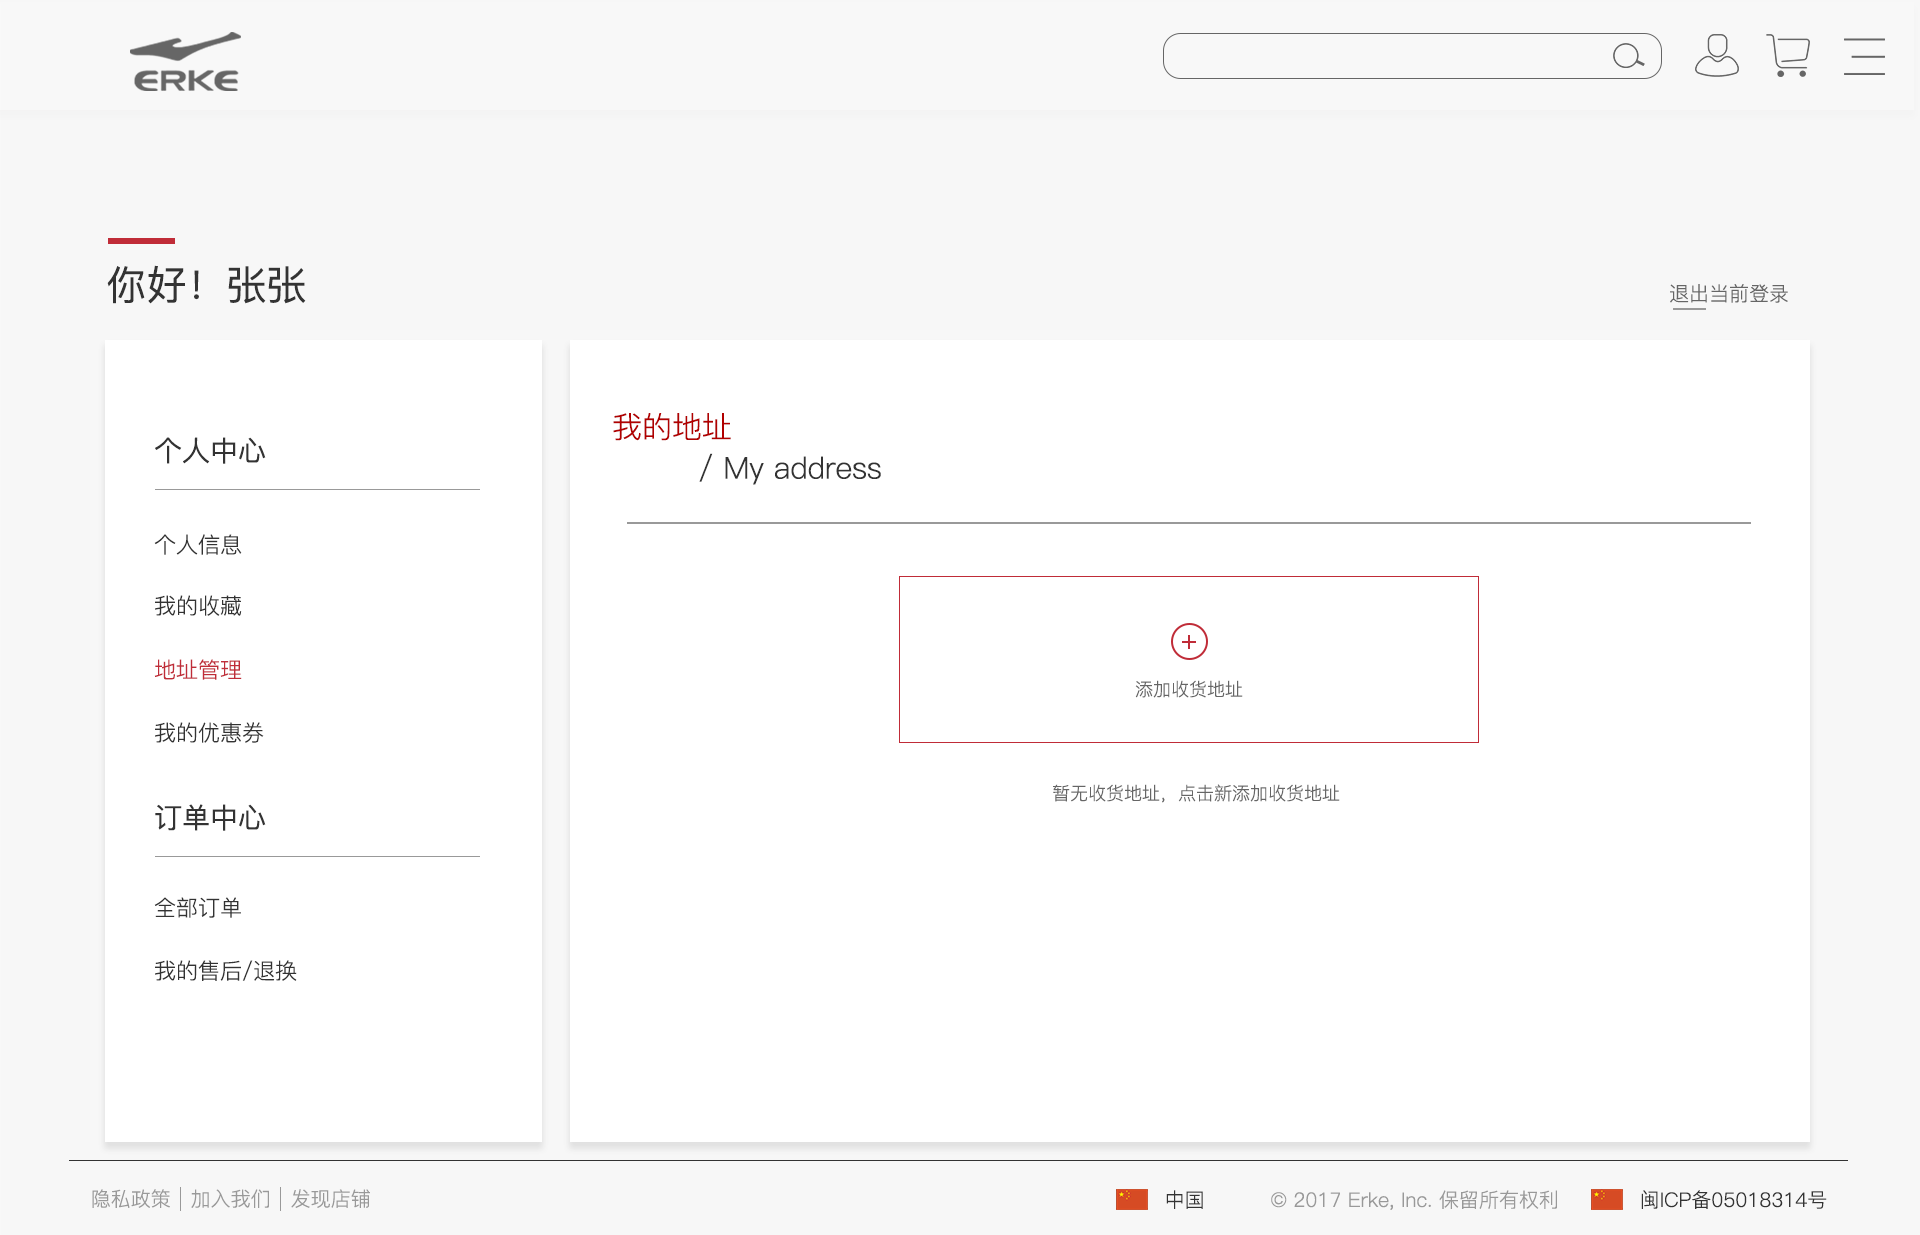 ERKE
你好！张张
退出当前登录
个人中心
个人信息
我的收藏
地址管理
我的优惠券
订单中心
全部订单
我的售后/退换
我的地址
/ My address
添加收货地址
暂无收货地址，点击新添加收货地址
隐私政策 | 加入我们 | 发现店铺
中国
© 2017 Erke, Inc. 保留所有权利
闽ICP备05018314号